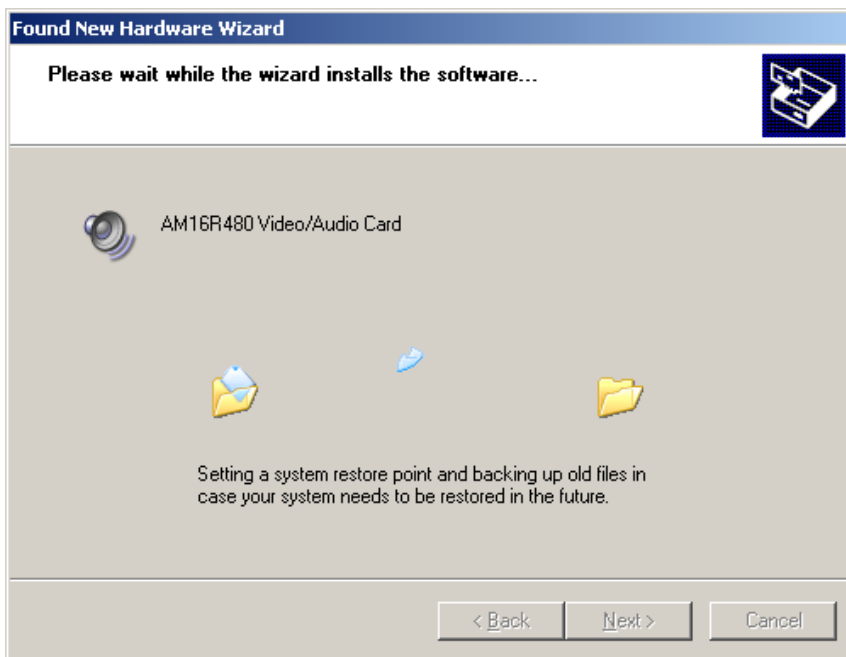 Found New Hardware Wizard
Please wait while the wizard installs the software...
AM16R480 Video/Audio Card
Setting a system restore point and backing up old files in
case your system needs to be restored in the future.
< Back
Next >
Cancel